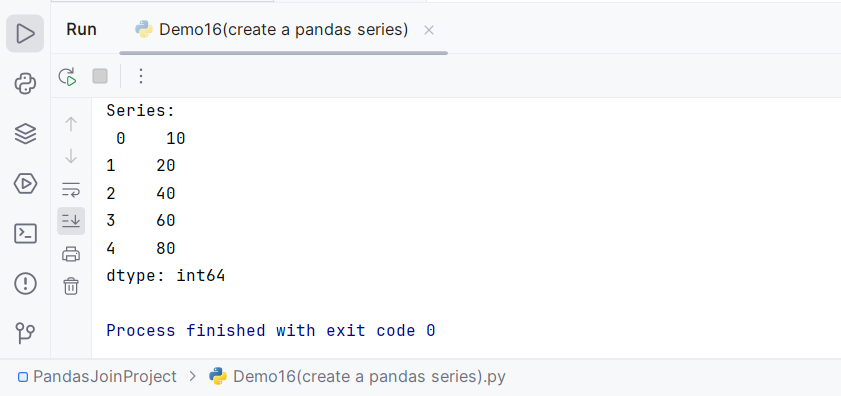 Run Demo16(create a pandas series)
Series:
 0    10
1    20
2    40
3    60
4    80
dtype: int64
Process finished with exit code 0
PandasJoinProject > Demo16(create a pandas series).py